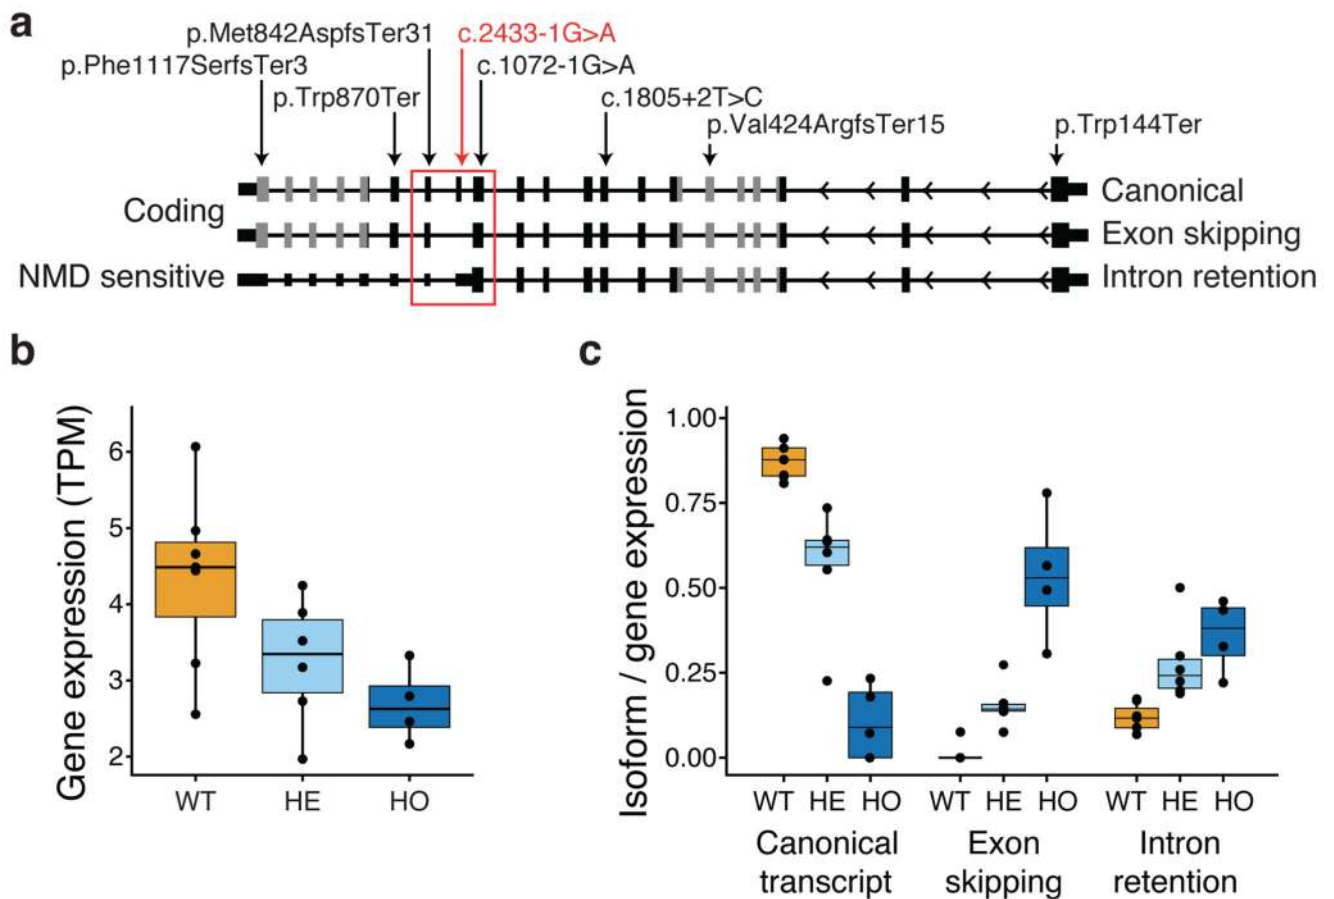 a
p.Met842AspfsTer31 c.2433-1G>A
p.Phe1117SerfsTer3 c.1072-1G>A
p.Trp870Ter c.1805+2T>C
p.Val424ArgfsTer15 p.Trp144Ter
Coding Canonical
Exon skipping
NMD sensitive Intron retention
b
Gene expression (TPM)
6
5
4
3
2
WT HE HO
c
Isoform / gene expression
1.00
0.75
0.50
0.25
0.00
WT HE HO WT HE HO WT HE HO
Canonical Exon Intron
transcript skipping retention